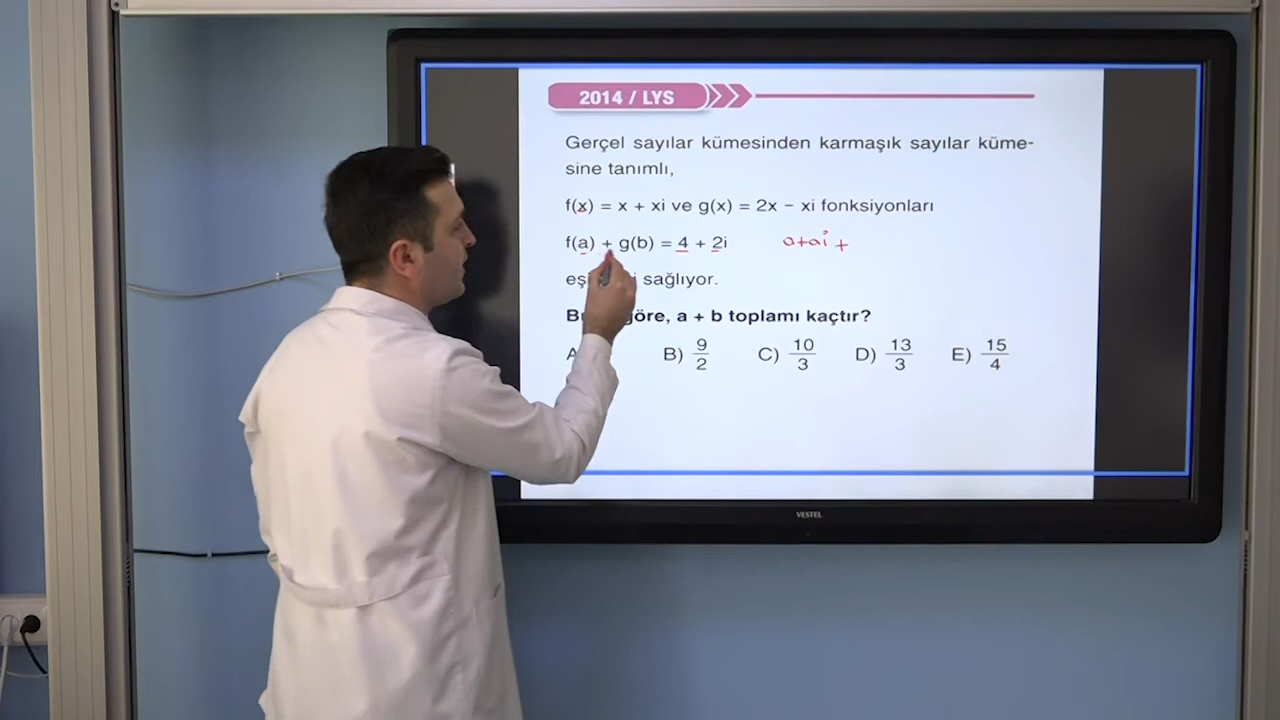 2014 / LYS
Gerçel sayılar kümesinden karmaşık sayılar küme-
sine tanımlı,
f(x) = x + xi ve g(x) = 2x − xi fonksiyonları
f(a) + g(b) = 4 + 2i a+ai +
sağlıyor.
göre, a + b toplamı kaçtır?
B) 9/2 C) 10/3 D) 13/3 E) 15/4
VESTEL